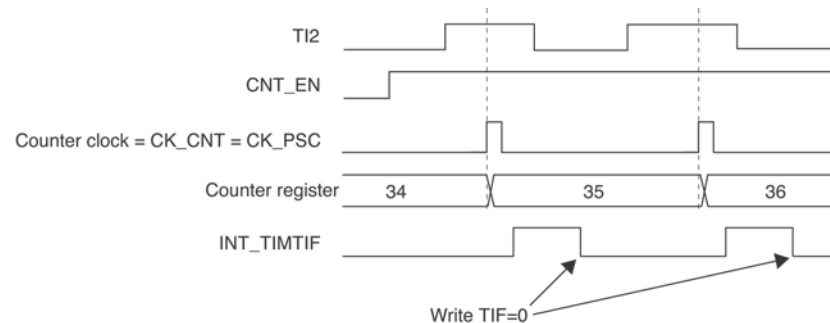 TI2
CNT_EN
Counter clock = CK_CNT = CK_PSC
Counter register 34 35 36
INT_TIMTIF
Write TIF=0